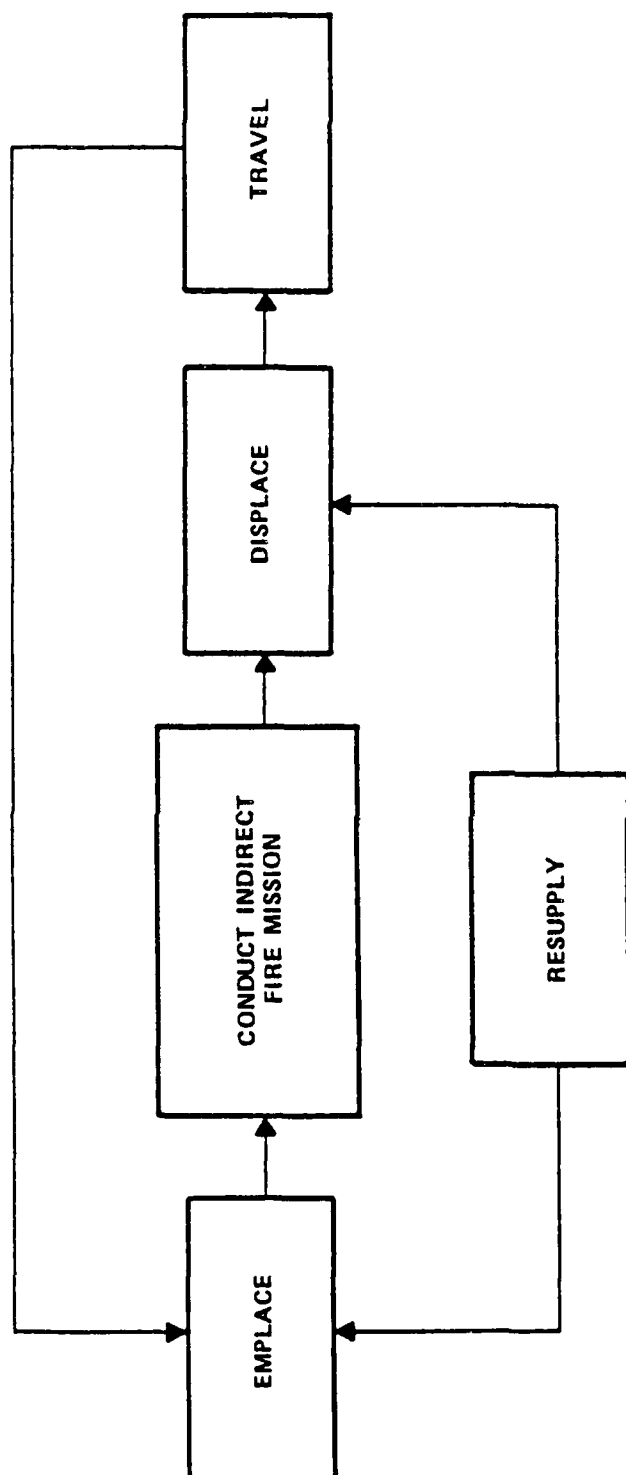 EMPLACE
CONDUCT INDIRECT
FIRE MISSION
DISPLACE
TRAVEL
RESUPPLY